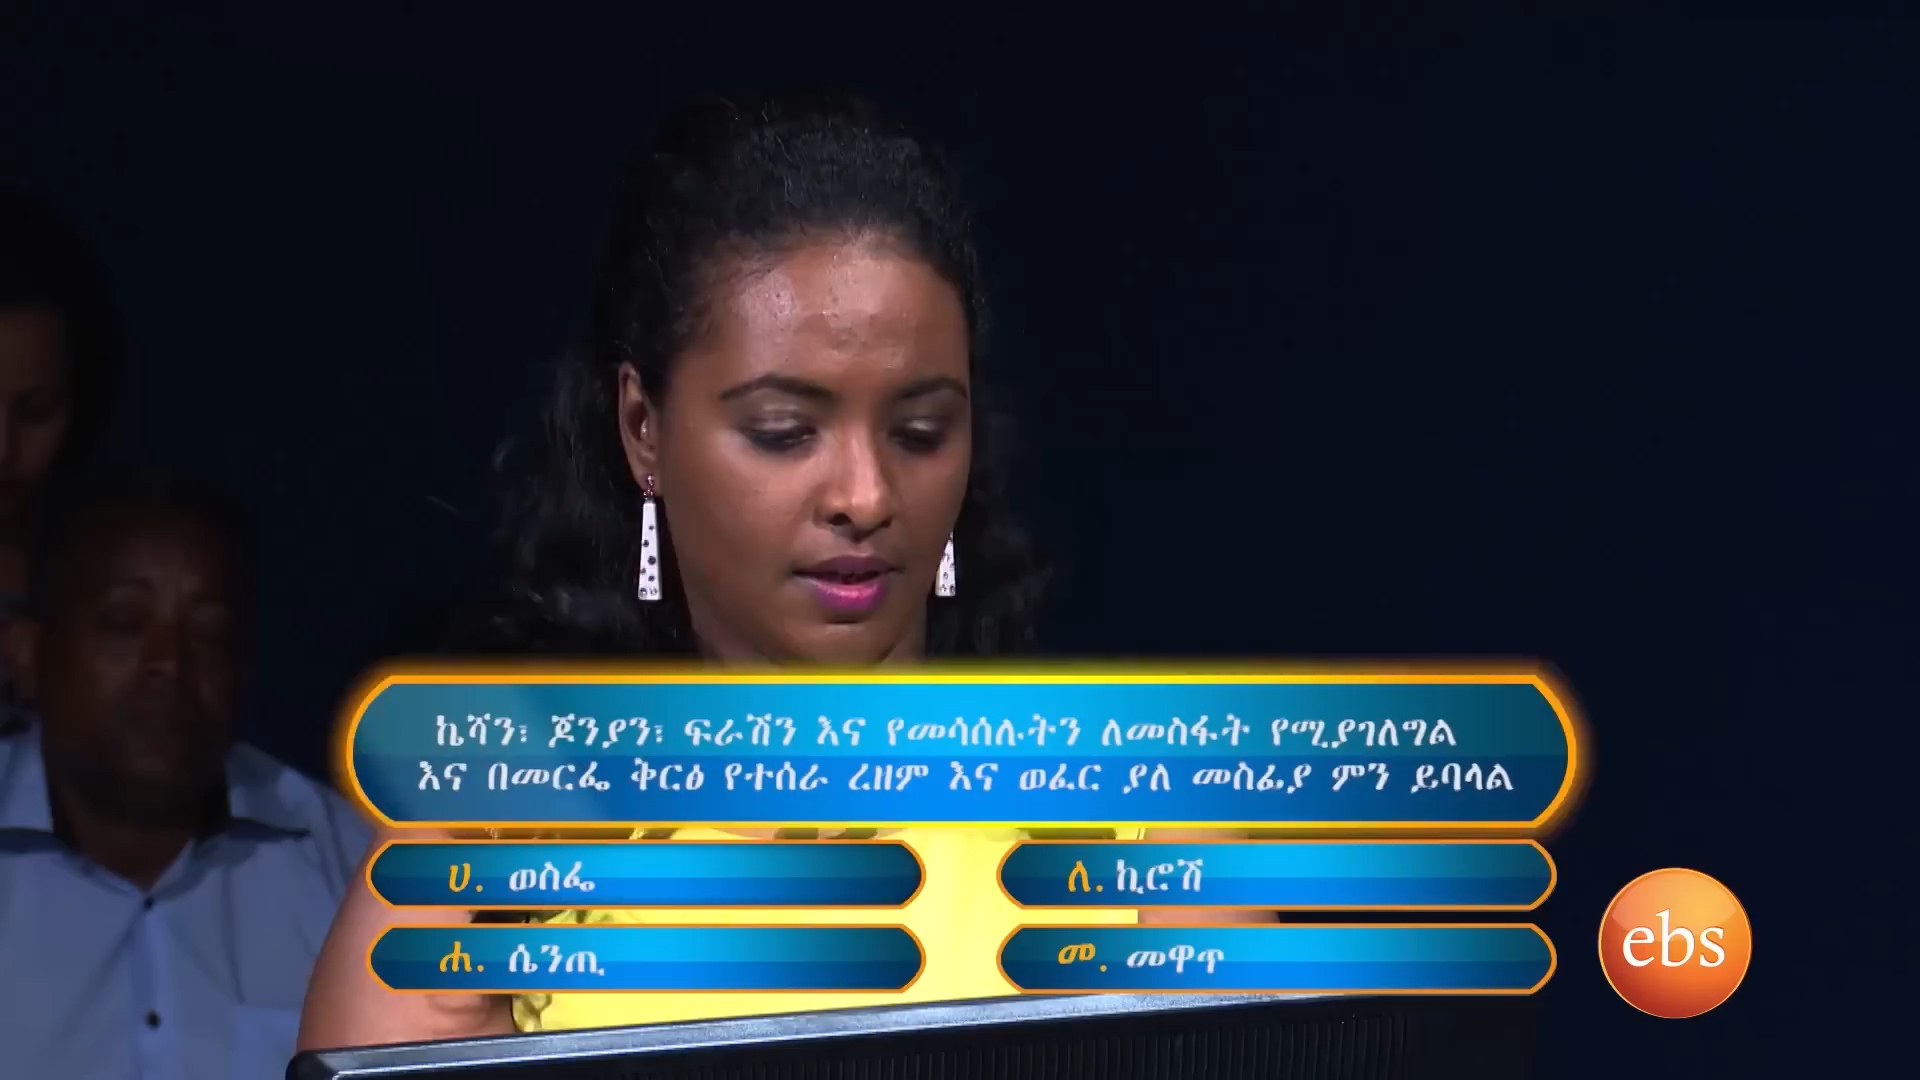 ኬሻን፣ ጆንያን፣ ፍራሽን እና የመሳሰሉትን ለመስፋት የሚያገለግል
እና በመርፌ ቅርፅ የተሰራ ረዘም እና ወፈር ያለ መስፊያ ምን ይባላል
ሀ. ወስፌ
ለ. ኪሮሽ
ሐ. ሴንጢ
መ. መዋጥ
ebs